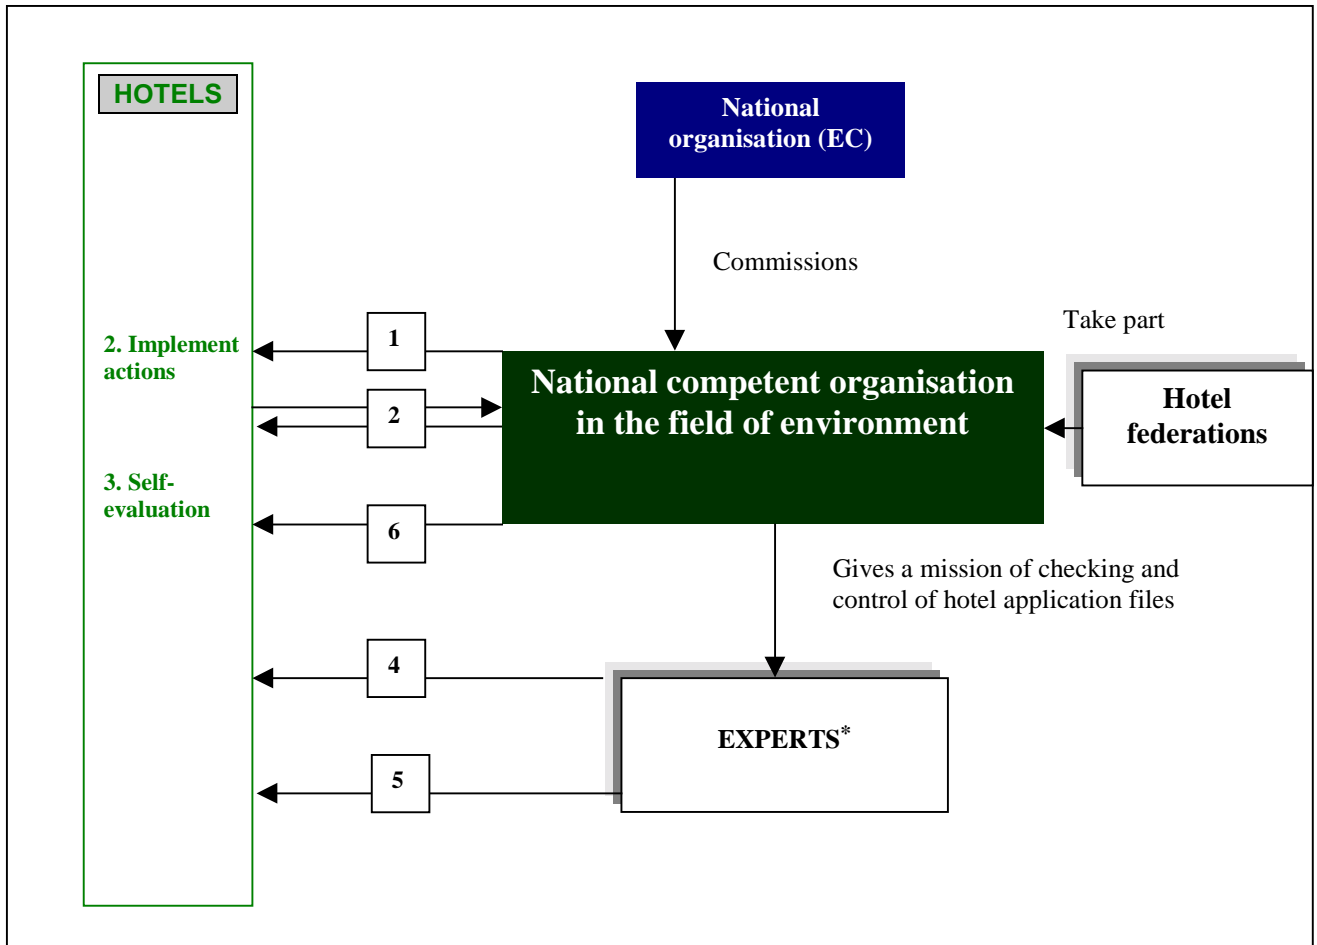 HOTELS
National
organisation (EC)
Commissions
Take part
1
2. Implement
actions
National competent organisation
in the field of environment
Hotel
federations
2
3. Self-
evaluation
6
Gives a mission of checking and
control of hotel application files
4
EXPERTS*
5